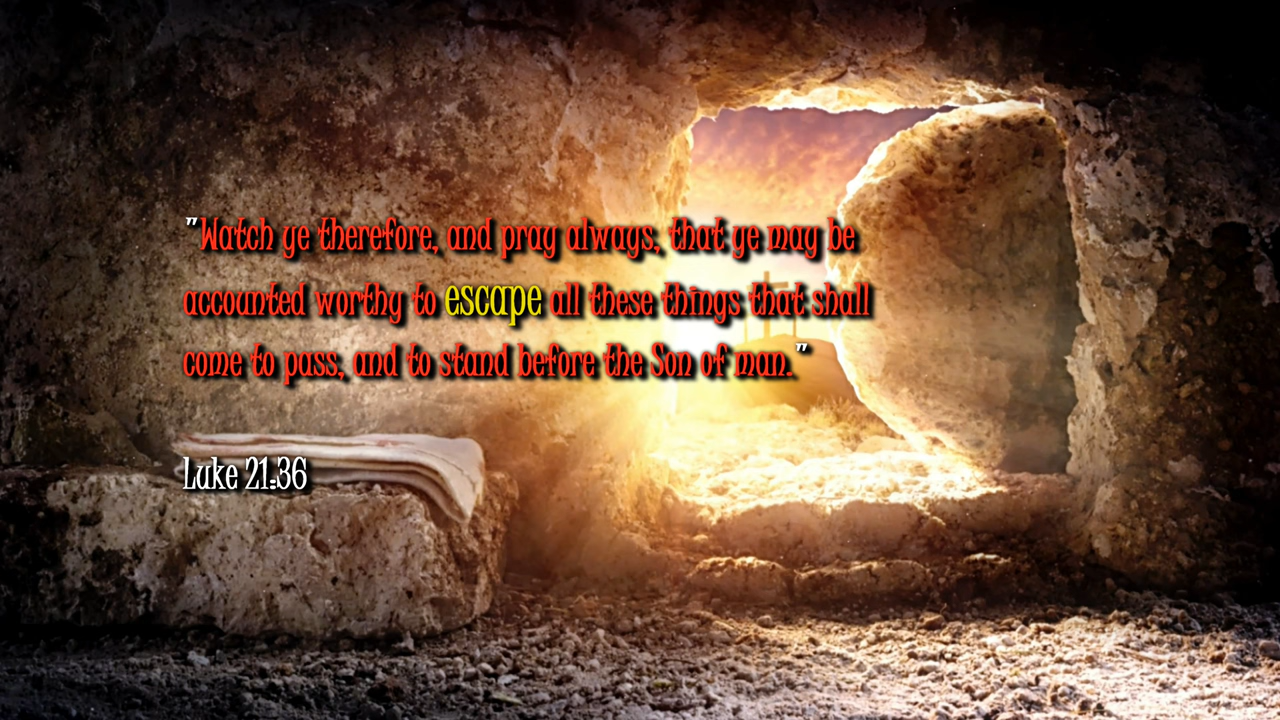 "Watch ye therefore, and pray always, that ye may be
accounted worthy to escape all these things that shall
come to pass, and to stand before the Son of man."
Luke 21:36